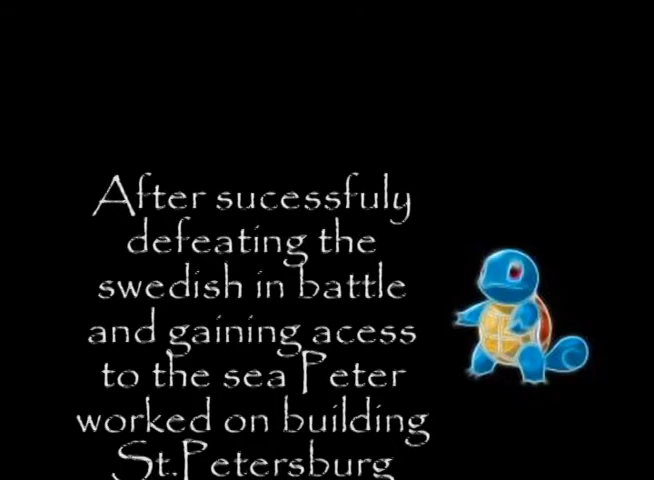 After sucessfuly
defeating the
swedish in battle
and gaining acess
to the sea Peter
worked on building
St.Petersburg